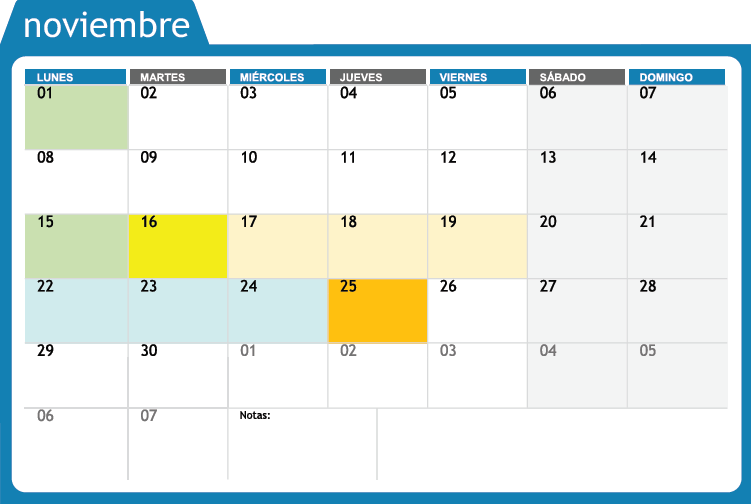 noviembre
LUNES MARTES MIÉRCOLES JUEVES VIERNES SÁBADO DOMINGO
01 02 03 04 05 06 07
08 09 10 11 12 13 14
15 16 17 18 19 20 21
22 23 24 25 26 27 28
29 30 01 02 03 04 05
06 07 Notas: